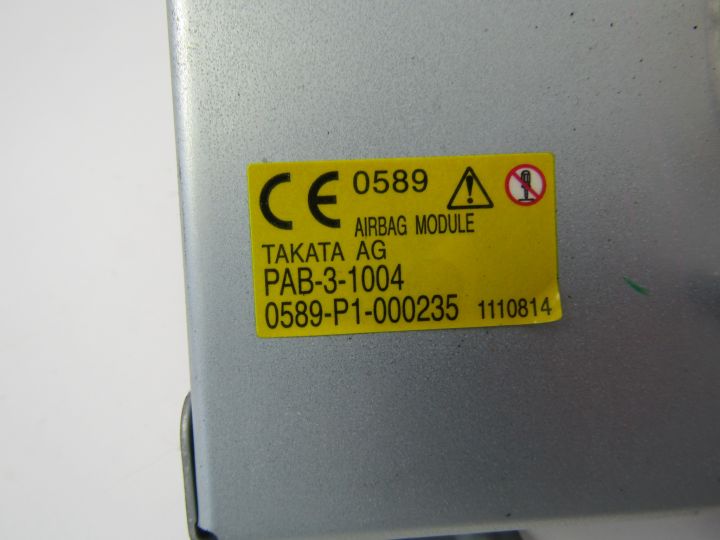 CE 0589
AIRBAG MODULE
TAKATA AG
PAB-3-1004
0589-P1-000235 1110814